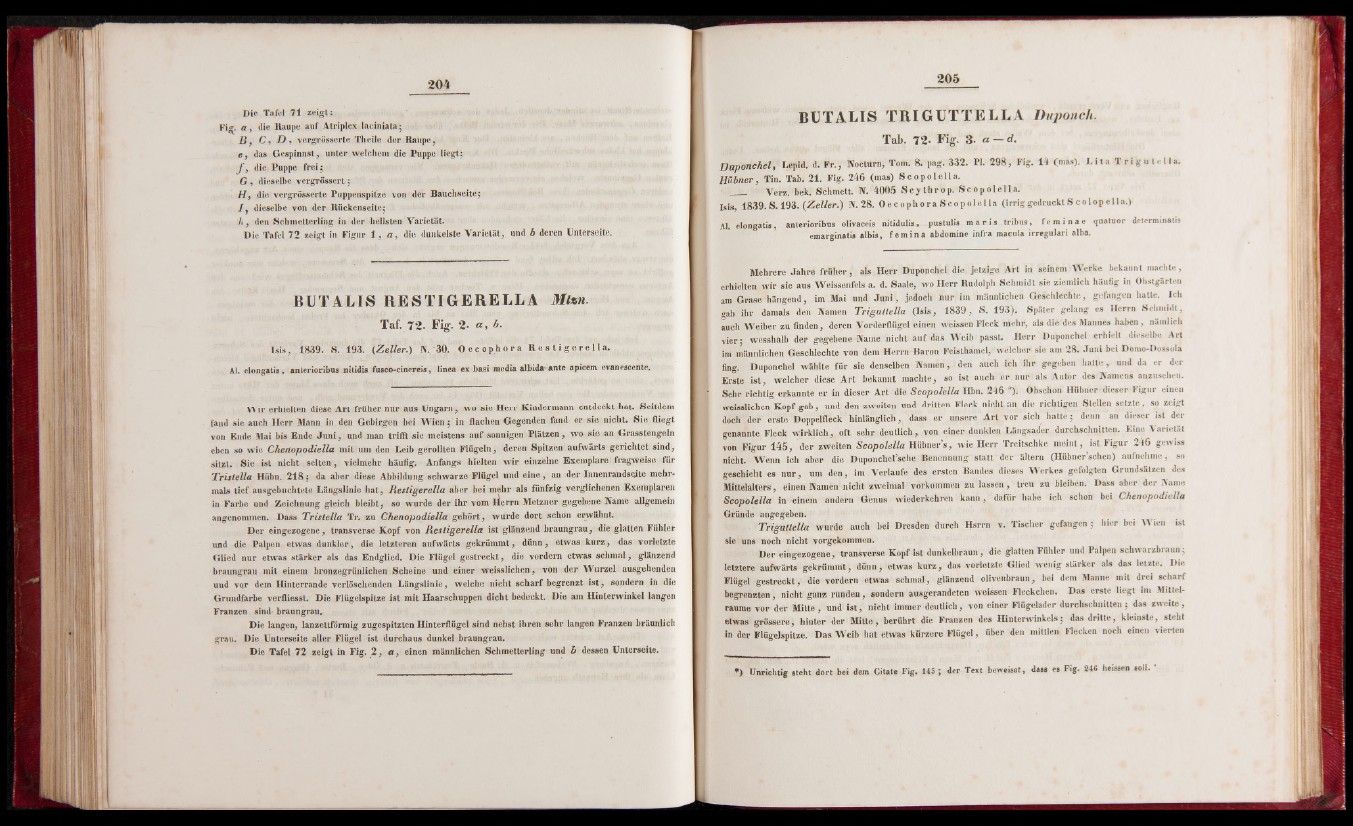 204
Die Tafel 71 zeigt:
Fig. a, die Raupe auf Atriplex laciniata;
B, C, D, vergrösserte Theile der Raupe,
e, das Gespinnst, unter welchem die Puppe liegt;
f, die Puppe frei;
G, dieselbe vergrössert;
H, die vergrösserte Puppenspitze von der Bauchseite;
I, dieselbe von der Rückenseite;
k, den Schmetterling in der hellsten Varietät.
Die Tafel 72 zeigt in Figur 1, a, die dunkelste Varietät, und b deren Unterseite.
BUTALIS RESTIGERELLA Mtzn.
Taf. 72. Fig. 2. a, b.
Isis, 1839. S. 193. (Zeller.) N. 30. Oecophora Restigerella.
Al. elongatis, anterioribus nitidis fusco-cinereis, linea ex basi media albida ante apicem evanescente.
Wir erhielten diese Art früher nur aus Ungarn, wo sie Herr Kindermann entdeckt hat. Seitdem
fand sie auch Herr Mann in den Gebirgen bei Wien; in flachen Gegenden fand er sie nicht. Sie fliegt
von Ende Mai bis Ende Juni, und man trifft sie meistens auf sonnigen Plätzen, wo sie an Grasstengeln
eben so wie Chenopodiella mit um den Leib gerollten Flügeln, deren Spitzen aufwärts gerichtet sind,
sitzt. Sie ist nicht selten, vielmehr häufig. Anfangs hielten wir einzelne Exemplare fragweise für
Tristella Hübn. 218; da aber diese Abbildung schwarze Flügel und eine, an der Innenrandseite mehr-
mals tief ausgebuchtete Längslinie hat, Restigerella aber bei mehr als fünfzig verglichenen Exemplaren
in Farbe und Zeichnung gleich bleibt, so wurde der ihr vom Herrn Metzner gegebene Name allgemein
angenommen. Dass Tristella Tr. zu Chenopodiella gehört, wurde dort schon erwähnt.
Der eingezogene, transverse Kopf von Restigerella ist glänzend braungrau, die glatten Fühler
und die Palpen etwas dunkler, die letzteren aufwärts gekrümmt, dünn, etwas kurz, das vorletzte
Glied nur etwas stärker als das Endglied. Die Flügel gestreckt, die vordern etwas schmal, glänzend
braungrau mit einem bronzegrünlichen Scheine und einer weisslichen, von der Wurzel ausgehenden
und vor dem Hinterrande verlöschenden Längslinie, welche nicht scharf begrenzt ist, sondern in die
Grundfarbe verfliesst. Die Flügelspitze ist mit Haarschuppen dicht bedeckt. Die am Hinterwinkel langen
Franzen sind braungrau.
Die langen, lanzettförmig zugespitzten Hinterflügel sind nebst ihren sehr langen Franzen bräunlich
grau. Die Unterseite aller Flügel ist durchaus dunkel braungrau.
Die Tafel 72 zeigt in Fig. 2, a, einen männlichen Schmetterling und b dessen Unterseite.
205
BUTALIS TRIGUTTELLA Duponch.
Tab. 72. Fig. 3. a — d.
Duponchel, Lepid. d. Fr., Nocturn, Tom. 8. pag. 332. Pl. 298, Fig. 14 (mas). Lita Triguttella.
Hübner, Tin. Tab. 21. Fig. 246 (mas) Scopolella.
— Verz. bek. Schmett. N. 4005 Scythrop. Scopolella.
Isis, 1839. S. 193. (Zeller.) N. 28. Oecophora Scopolella (irrig gedruckt Scolopella.)
Al. elongatis, anterioribus olivaceis nitidulis, pustulis maris tribus, feminae quatuor determinatis
emarginatis albis, femina abdomine infra macula irregulari alba.
Mehrere Jahre früher, als Herr Duponchel die jetzige Art in seinem Werke bekannt machte,
erhielten wir sie aus Weissenfels a. d. Saale, wo Herr Rudolph Schmidt sie ziemlich häufig in Obstgärten
am Grase hängend, im Mai und Juni, jedoch nur im männlichen Geschlechte, gefangen hatte. Ich
gab ihr damals den Namen Triguttella (Isis, 1839, S. 193). Später gelang es Herrn Schmidt,
auch Weiber zu finden, deren Vorderflügel einen weissen Fleck mehr, als die des Mannes haben, nämlich
vier; wesshalb der gegebene Name nicht auf das Weib passt. Herr Duponchel erhielt dieselbe Art
im männlichen Geschlechte von dem Herrn Baron Feisthamel, welcher sie am 28. Juni bei Domo-Dossola
fing. Duponchel wählte für sie denselben Namen, den auch ich ihr gegeben hatte, und da er der
Erste ist, welcher diese Art bekannt machte, so ist auch er nur als Autor des Namens anzusehen.
Sehr richtig erkannte er in dieser Art die Scopolella Hbn. 246 *). Obschon Hübner dieser Figur einen
weisslichen Kopf gab, und den zweiten und dritten Fleck nicht an die richtigen Stellen setzte, so zeigt
doch der erste Doppelfleck hinlänglich, dass er unsere Art vor sich hatte; denn an dieser ist der
genannte Fleck wirklich, oft sehr deutlich, von einer dunklen Längsader durchschnitten. Eine Varietät
von Figur 145, der zweiten Scopolella Hübner's, wie Herr Treitschke meint, ist Figur 246 gewiss
nicht. Wenn ich aber die Duponchel'sche Benennung statt der ältern (Hübner'schen) aufnehme, so
geschieht es nur, um den, im Verlaufe des ersten Bandes dieses Werkes gefolgten Grundsätzen des
Mittelalters, einen Namen nicht zweimal vorkommen zu lassen, treu zu bleiben. Dass aber der Name
Scopolella in einem andern Genus wiederkehren kann, dafür habe ich schon bei Chenopodiella
Gründe angegeben.
Triguttella wurde auch bei Dresden durch Herrn v. Tischer gefangen; hier bei Wien ist
sie uns noch nicht vorgekommen.
Der eingezogene, transverse Kopf ist dunkelbraun, die glatten Fühler und Palpen schwarzbraun;
letztere aufwärts gekrümmt, dünn, etwas kurz, das vorletzte Glied wenig stärker als das letzte. Die
Flügel gestreckt, die vordern etwas schmal, glänzend olivenbraun, bei dem Manne mit drei scharf
begrenzten, nicht ganz runden, sondern ausgerandeten weissen Fleckchen. Das erste liegt im Mittel-
raume vor der Mitte, und ist, nicht immer deutlich, von einer Flügelader durchschnitten; das zweite,
etwas grössere, hinter der Mitte, berührt die Franzen des Hinterwinkels; das dritte, kleinste, steht
in der Flügelspitze. Das Weib hat etwas kürzere Flügel, über den mittlen Flecken noch einen vierten
*) Unrichtig steht dort bei dem Citate Fig. 145; der Text beweiset, dass es Fig. 246 heissen soll.